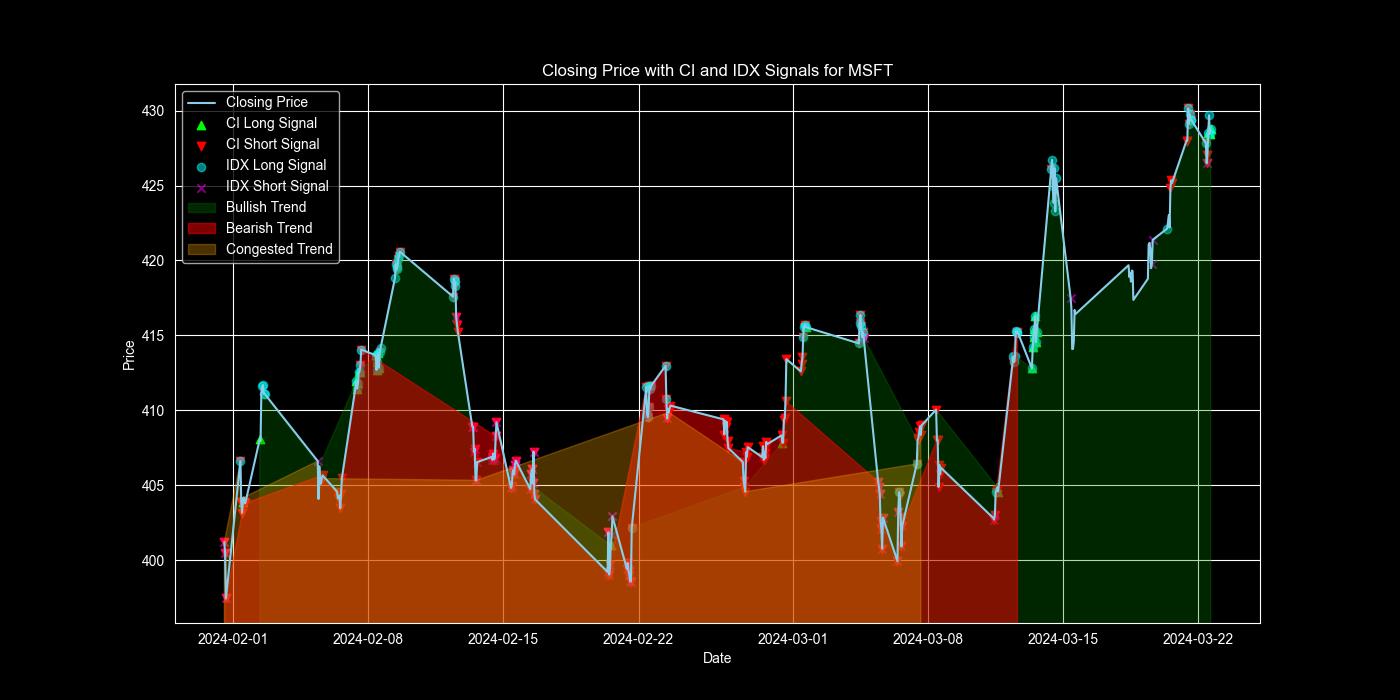 Closing Price with CI and IDX Signals for MSFT
Closing Price
CI Long Signal
CI Short Signal
IDX Long Signal
IDX Short Signal
Bullish Trend
Bearish Trend
Congested Trend
430
425
420
415
410
405
400
Price
2024-02-01
2024-02-08
2024-02-15
2024-02-22
2024-03-01
2024-03-08
2024-03-15
2024-03-22
Date